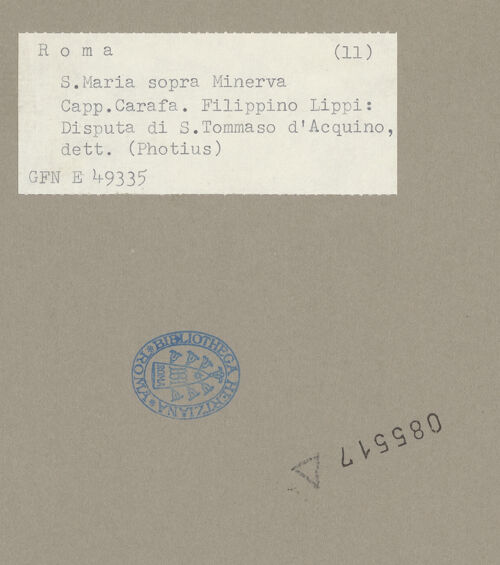 Roma (11)
S.Maria sopra Minerva
Capp.Carafa. Filippino Lippi:
Disputa di S.Tommaso d'Acquino,
dett. (Photius)
GFN E 49335
ROMA * BIBLIOTHECA HERTZIANA *
085517